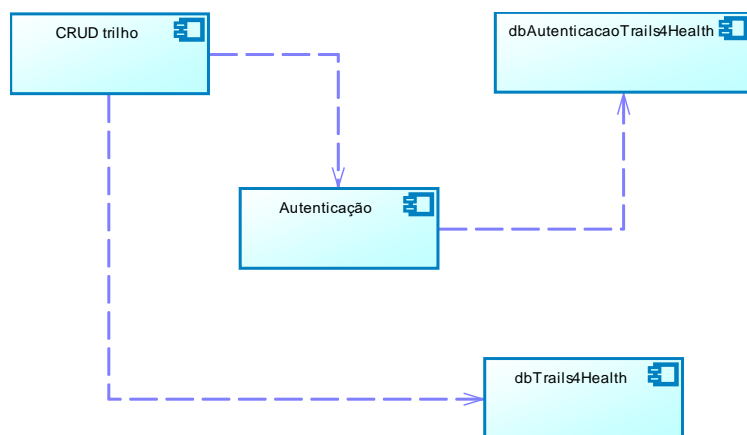 CRUD trilho
dbAutenticacaoTrails4Health
Autenticação
dbTrails4Health